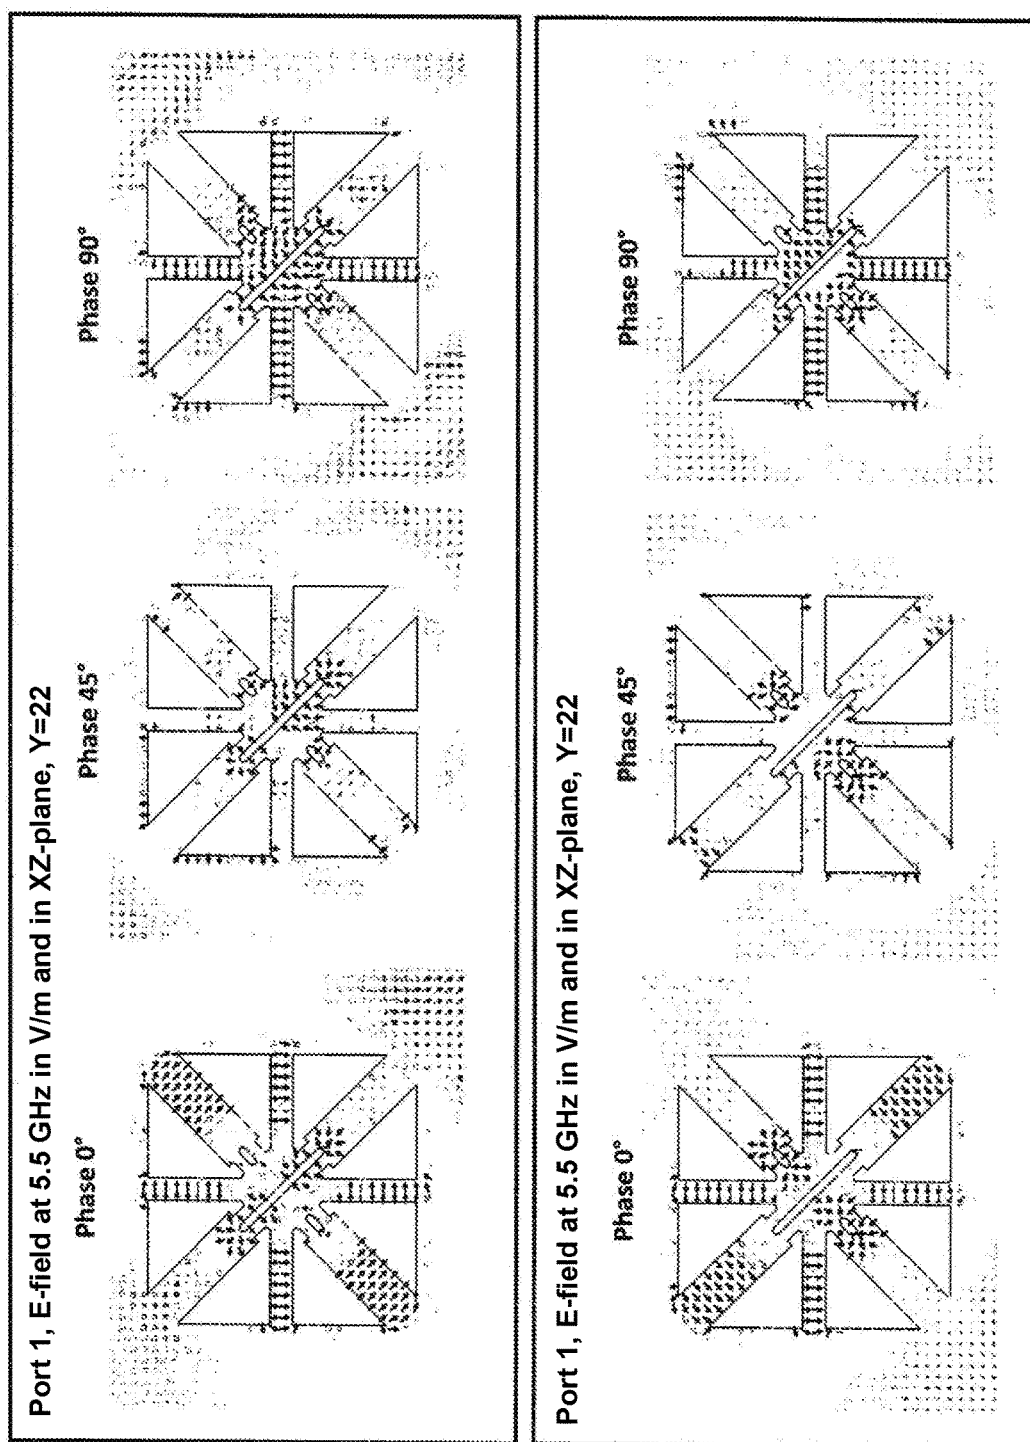 Port 1, E-field at 5.5 GHz in V/m and in XZ-plane, Y=22
Phase 0°
Phase 45°
Phase 90°
Port 1, E-field at 5.5 GHz in V/m and in XZ-plane, Y=22
Phase 0°
Phase 45°
Phase 90°